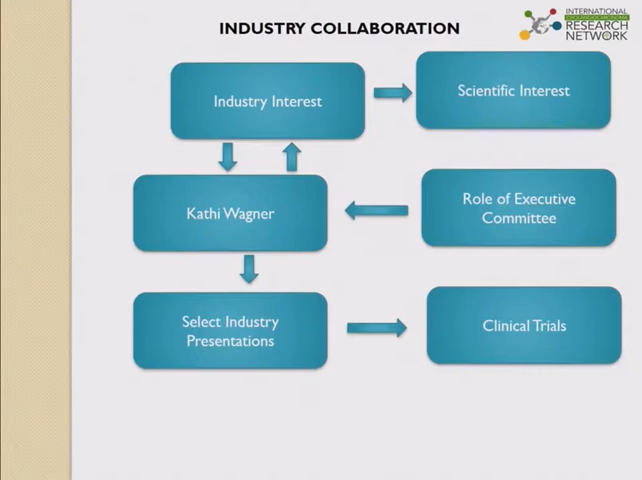 INDUSTRY COLLABORATION
INTERNATIONAL
RESEARCH
NETWORK
Industry Interest
Scientific Interest
Kathi Wagner
Role of Executive
Committee
Select Industry
Presentations
Clinical Trials